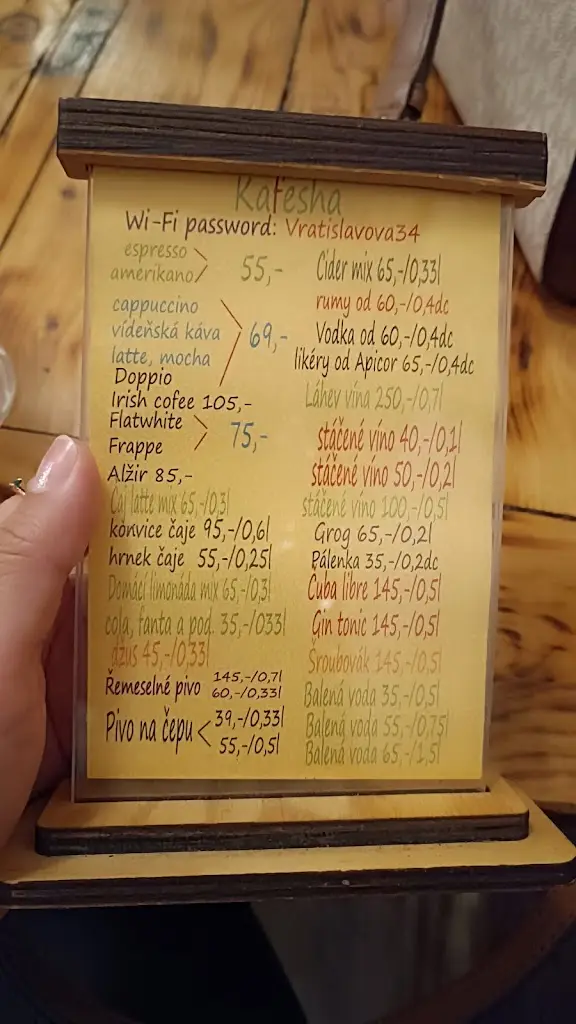 Kafesha
Wi-Fi password: Vratislavova34
espresso
amerikano
55,-
cappuccino
vídeňská káva
latte, mocha
Doppio
69,-
Irish cofee 105,-
Flatwhite
Frappe
75,-
Alžir 85,-
Čaj latte mix 65,-/0,3l
konvice čaje 95,-/0,6l
hrnek čaje 55,-/0,25l
Domácí limonáda mix 65,-/0,3l
cola, fanta a pod. 35,-/033l
džus 45,-/0,33l
Řemeselné pivo
145,-/0,7l
60,-/0,33l
Pivo na čepu
39,-/0,33l
55,-/0,5l
Cider mix 65,-/0,33l
rumy od 60,-/0,4dc
Vodka od 60,-/0,4dc
likéry od Apicor 65,-/0,4dc
Láhev vína 250,-/0,7l
stáčené víno 40,-/0,1l
stáčené víno 50,-/0,2l
stáčené víno 100,-/0,5l
Grog 65,-/0,2l
Pálenka 35,-/0,2dc
Cuba libre 145,-/0,5l
Gin tonic 145,-/0,5l
Šroubovák 145,-/0,5l
Balená voda 35,-/0,5l
Balená voda 55,-/0,75l
Balená voda 65,-/1,5l